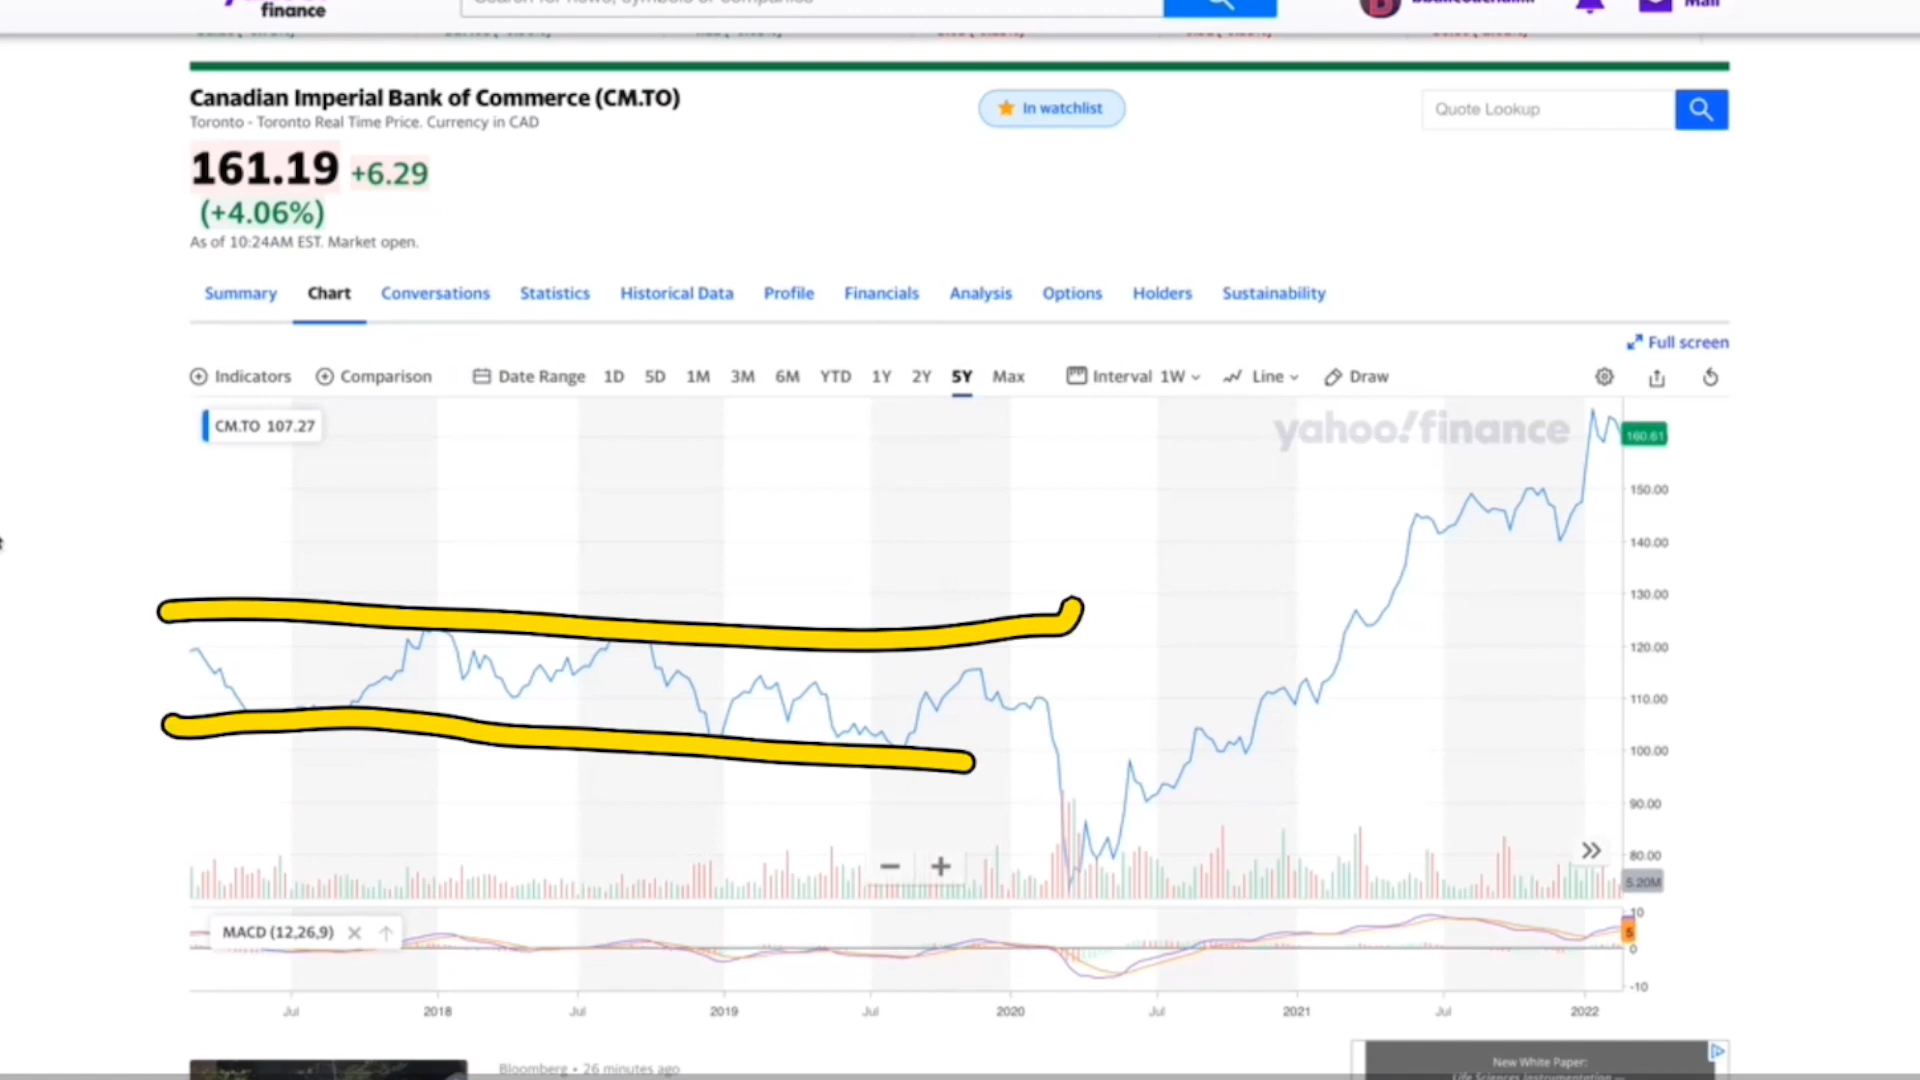 finance
Canadian Imperial Bank of Commerce (CM.TO)
Toronto - Toronto Real Time Price. Currency in CAD
In watchlist
Quote Lookup
161.19 +6.29
(+4.06%)
As of 10:24AM EST. Market open.
Summary Chart Conversations Statistics Historical Data Profile Financials Analysis Options Holders Sustainability
Full screen
Indicators Comparison Date Range 1D 5D 1M 3M 6M YTD 1Y 2Y 5Y Max Interval 1W Line Draw
CM.TO 107.27
yahoo!finance
160.61
150.00
140.00
130.00
120.00
110.00
100.00
90.00
80.00
5.20M
MACD (12,26,9)
10
5
0
-10
Jul 2018 Jul 2019 Jul 2020 Jul 2021 Jul 2022
Bloomberg • 26 minutes ago
New White Paper:
Life Sciences Instrumentation —